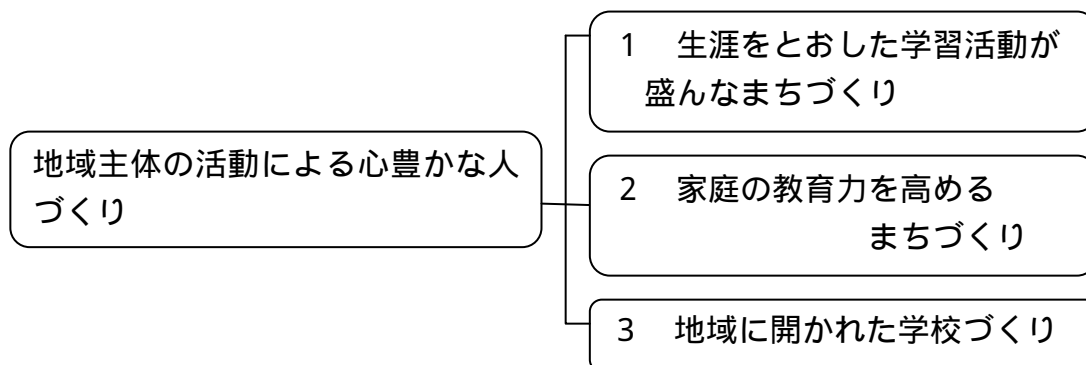 地域主体の活動による心豊かな人
づくり
1 生涯をとおした学習活動が
盛んなまちづくり
2 家庭の教育力を高める
まちづくり
3 地域に開かれた学校づくり